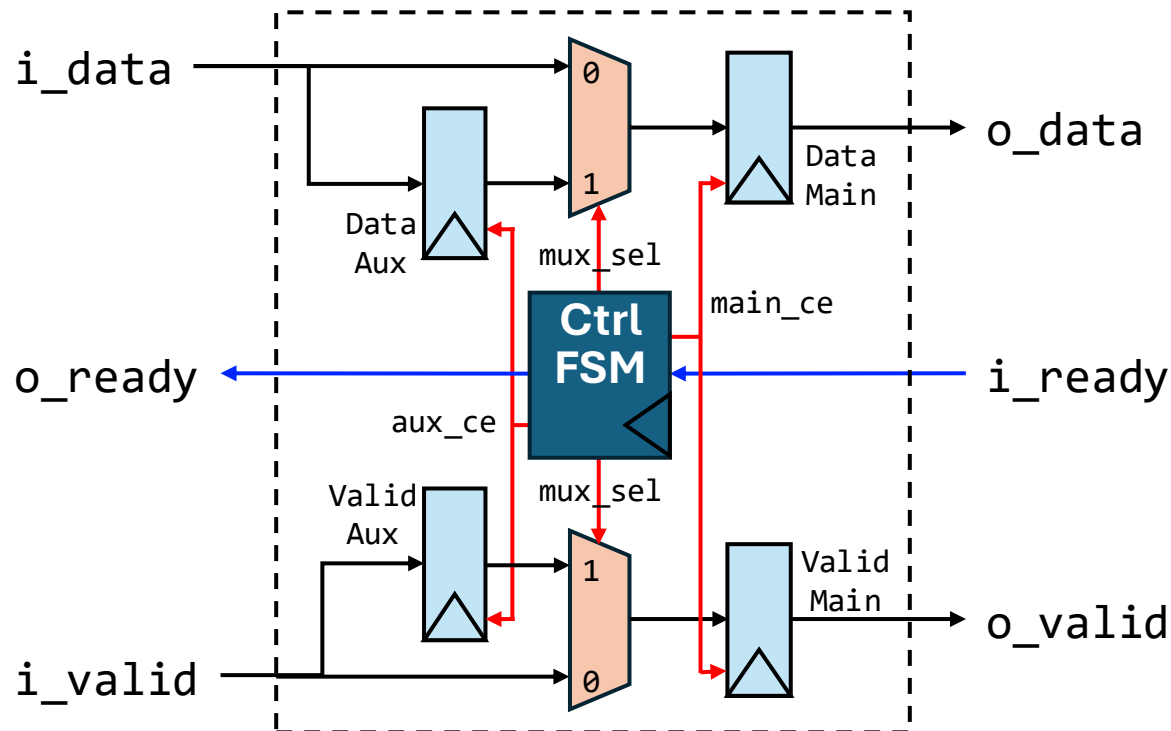 i_data
0
o_data
1
Data
Main
Data
Aux
mux_sel
Ctrl
FSM
main_ce
o_ready
i_ready
aux_ce
Valid
Aux
mux_sel
1
Valid
Main
o_valid
i_valid
0